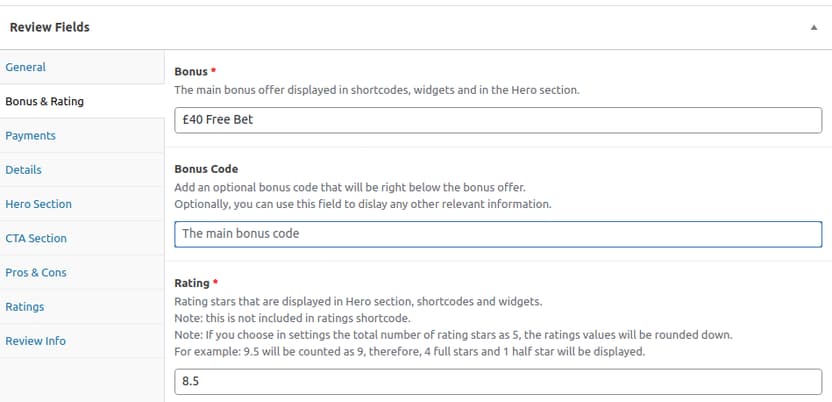 Review Fields
General
Bonus & Rating
Payments
Details
Hero Section
CTA Section
Pros & Cons
Ratings
Review Info
Bonus *
The main bonus offer displayed in shortcodes, widgets and in the Hero section.
£40 Free Bet
Bonus Code
Add an optional bonus code that will be right below the bonus offer.
Optionally, you can use this field to dislay any other relevant information.
The main bonus code
Rating *
Rating stars that are displayed in Hero section, shortcodes and widgets.
Note: this is not included in ratings shortcode.
Note: If you choose in settings the total number of rating stars as 5, the ratings values will be rounded down.
For example: 9.5 will be counted as 9, therefore, 4 full stars and 1 half star will be displayed.
8.5